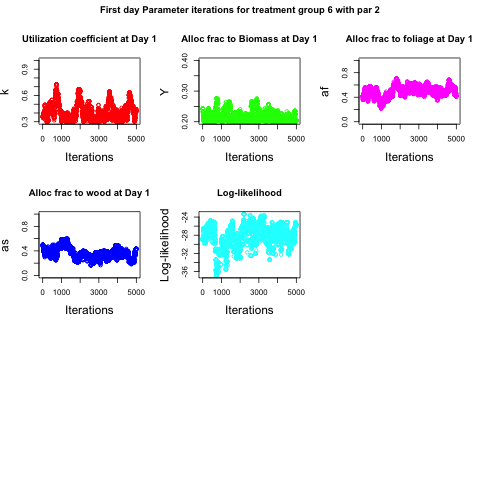 First day Parameter iterations for treatment group 6 with par 2
Utilization coefficient at Day 1
k
0.3 0.5 0.7 0.9
0 1000 3000 5000
Iterations
Alloc frac to Biomass at Day 1
Y
0.20 0.30 0.40
0 1000 3000 5000
Iterations
Alloc frac to foliage at Day 1
af
0.0 0.4 0.8
0 1000 3000 5000
Iterations
Alloc frac to wood at Day 1
as
0.0 0.4 0.8
0 1000 3000 5000
Iterations
Log-likelihood
Log-likelihood
-36 -32 -28 -24
0 1000 3000 5000
Iterations